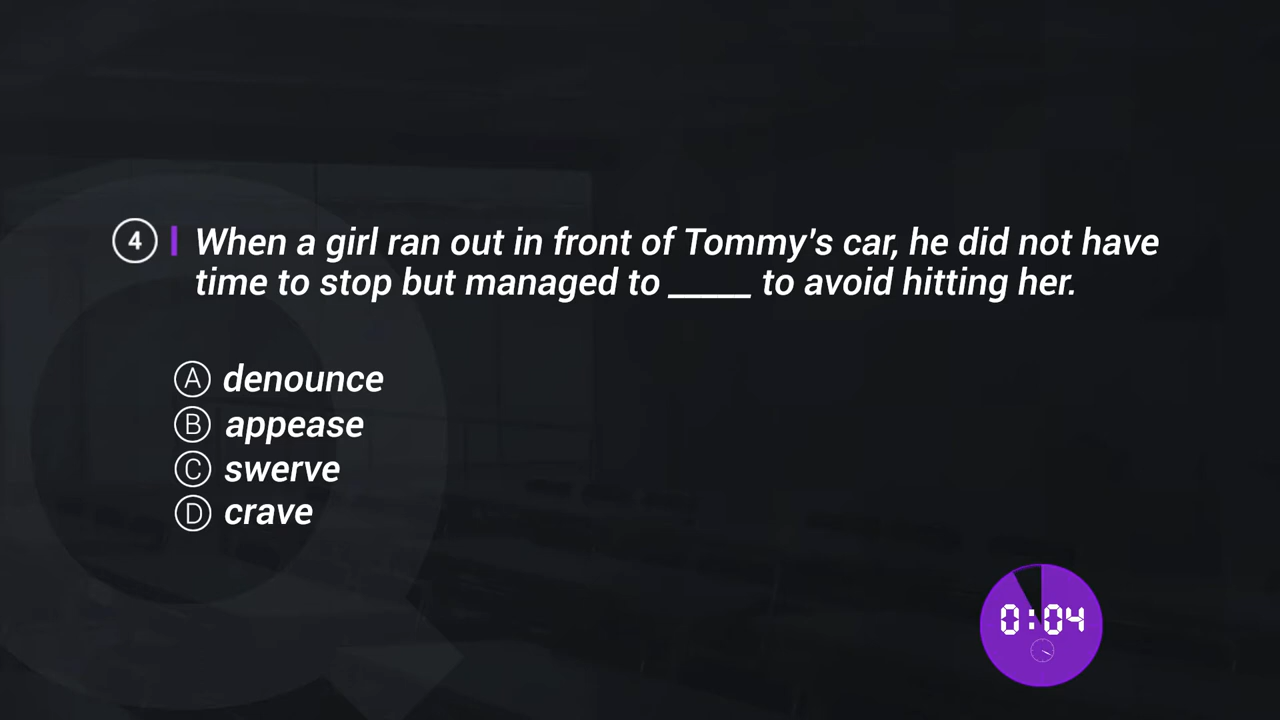 4 When a girl ran out in front of Tommy's car, he did not have
time to stop but managed to _____ to avoid hitting her.
A denounce
B appease
C swerve
D crave
0:04